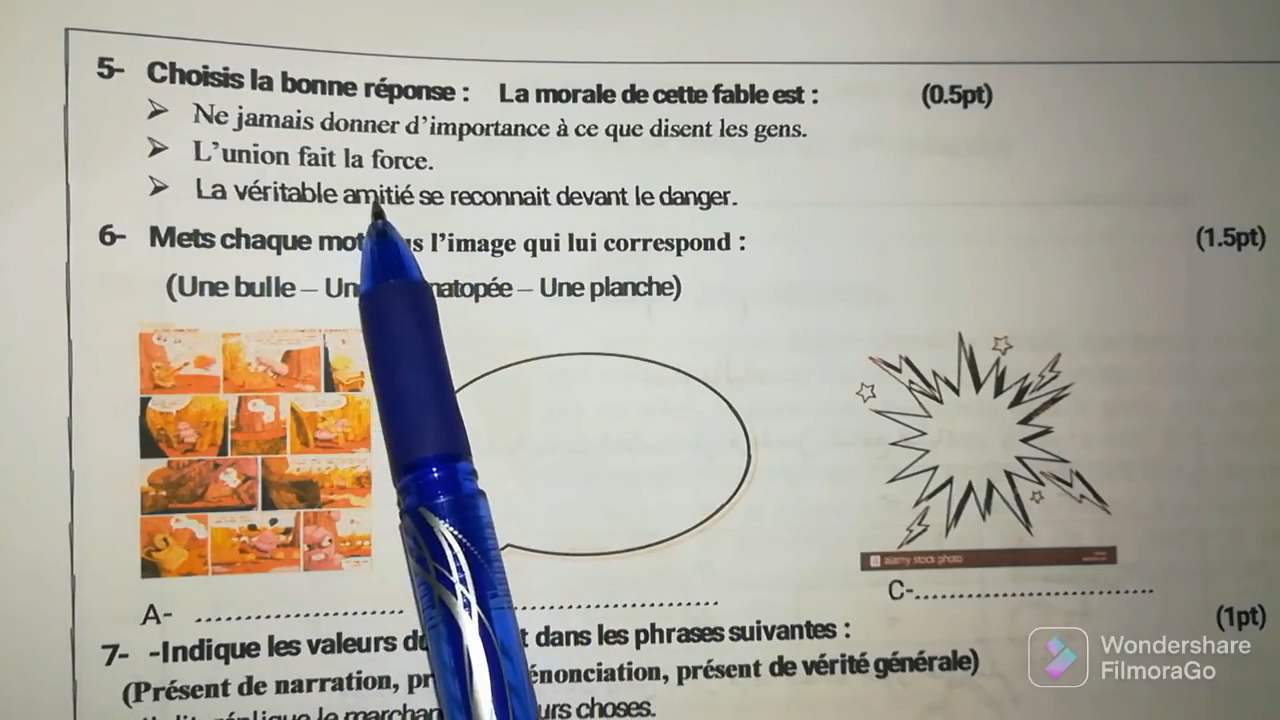 5- Choisis la bonne réponse : La morale de cette fable est : (0.5pt)
➢ Ne jamais donner d'importance à ce que disent les gens.
➢ L'union fait la force.
➢ La véritable amitié se reconnait devant le danger.
6- Mets chaque mot l'image qui lui correspond : (1.5pt)
(Une bulle – – Une planche)
alamy stock photo
A- ........................
........................
C-..............................
(1pt)
7- -Indique les valeurs dans les phrases suivantes :
(Présent de narration, énonciation, présent de vérité générale)
réplique le choses.
Wondershare
FilmoraGo